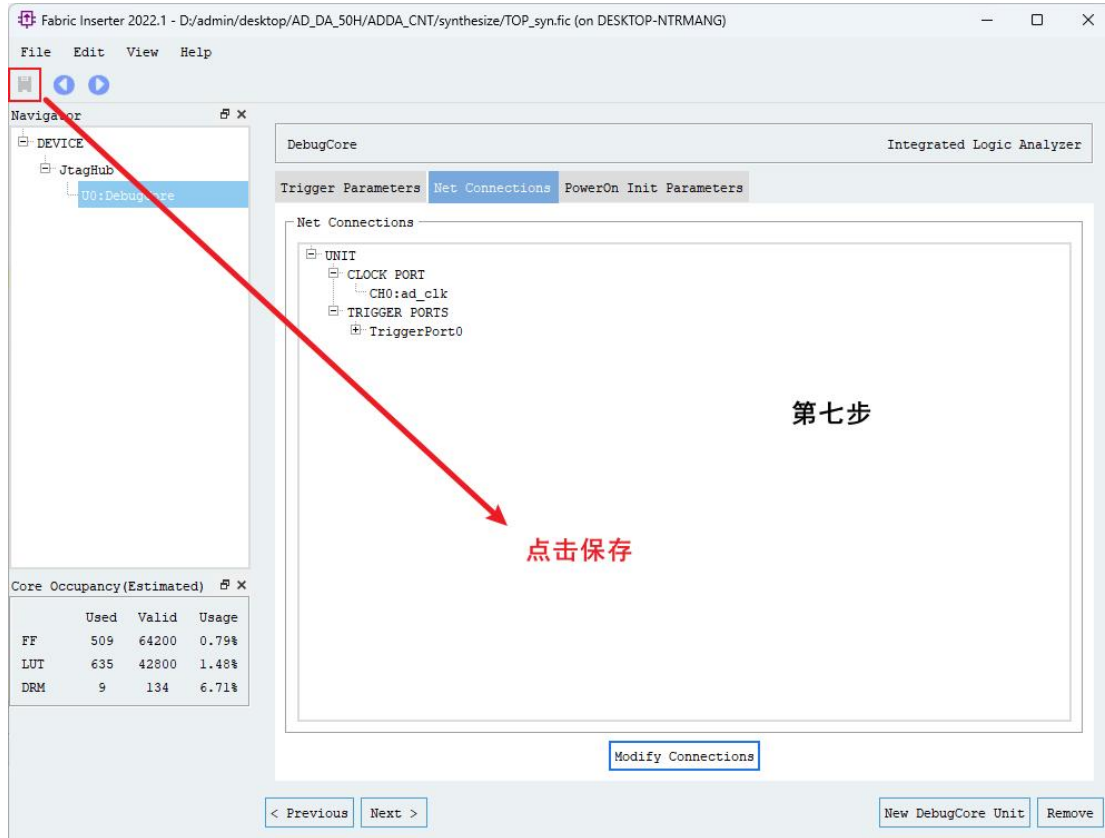 Fabric Inserter 2022.1 - D:/admin/desktop/AD_DA_50H/ADDA_CNT/synthesize/TOP_syn.fic (on DESKTOP-NTRMANG)
File Edit View Help
Navigator
DEVICE
JtagHub
U0:DebugCore
DebugCore Integrated Logic Analyzer
Trigger Parameters Net Connections PowerOn Init Parameters
Net Connections
UNIT
CLOCK PORT
CH0:ad_clk
TRIGGER PORTS
TriggerPort0
第七步
点击保存
Core Occupancy(Estimated)
Used Valid Usage
FF 509 64200 0.79%
LUT 635 42800 1.48%
DRM 9 134 6.71%
Modify Connections
< Previous Next > New DebugCore Unit Remove